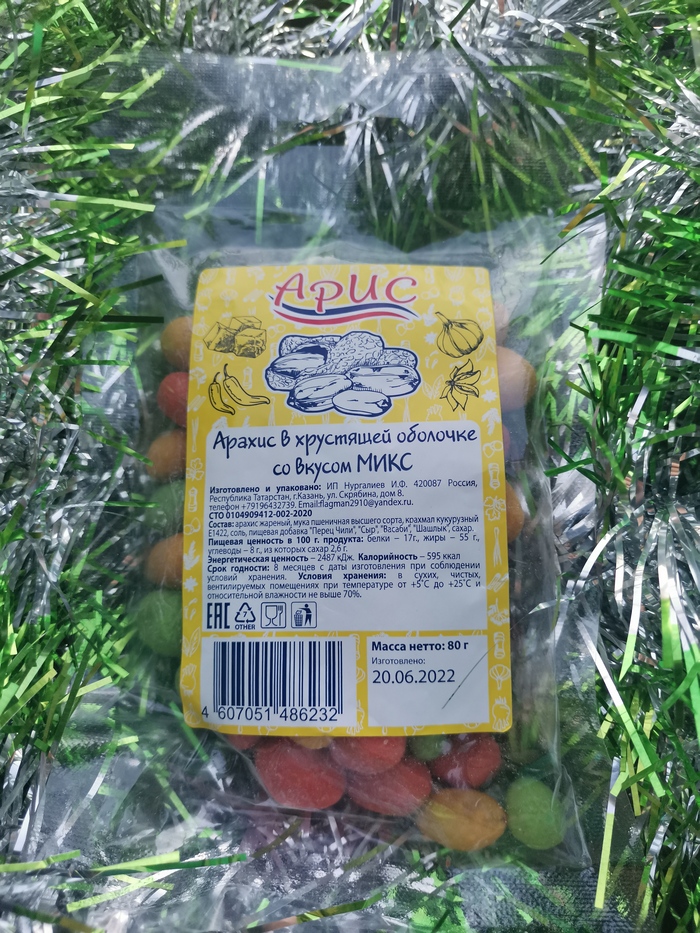 Арис
Арахис в хрустящей оболочке
со вкусом МИКС
Изготовлено и упаковано: ИП Нургалиев И.Ф. 420087 Россия,
Республика Татарстан, г.Казань, ул. Скрябина, дом 8.
телефон +79196432739. Email:flagman2910@yandex.ru.
СТО 0104909412-002-2020
Состав: арахис жареный, мука пшеничная высшего сорта, крахмал кукурузный
Е1422, соль, пищевая добавка "Перец Чили", "Сыр", "Васаби", "Шашлык", сахар.
Пищевая ценность в 100 г. продукта: белки – 17г., жиры – 55 г.,
углеводы – 8 г., из которых сахар 2,6 г.
Энергетическая ценность – 2487 кДж. Калорийность – 595 ккал
Срок годности: 8 месяцев с даты изготовления при соблюдении
условий хранения. Условия хранения: в сухих, чистых,
вентилируемых помещениях при температуре от +5°С до +25°С и
относительной влажности не выше 70%.
ЕАС 7 OTHER
Масса нетто: 80 г
Изготовлено:
20.06.2022
4 607051 486232